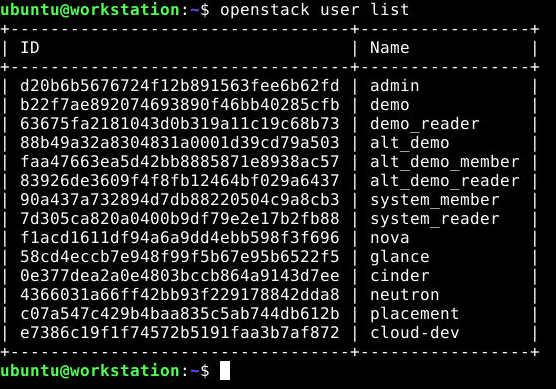 ubuntu@workstation:~$ openstack user list
+----------------------------------+-----------------+
| ID                               | Name            |
+----------------------------------+-----------------+
| d20b6b5676724f12b891563fee6b62fd | admin           |
| b22f7ae892074693890f46bb40285cfb | demo            |
| 63675fa2181043d0b319a11c19c68b73 | demo_reader     |
| 88b49a32a8304831a0001d39cd79a503 | alt_demo        |
| faa47663ea5d42bb8885871e8938ac57 | alt_demo_member |
| 83926de3609f4f8fb12464bf029a6437 | alt_demo_reader |
| 90a437a732894d7db88220504c9a8cb3 | system_member   |
| 7d305ca820a0400b9df79e2e17b2fb88 | system_reader   |
| f1acd1611df94a6a9dd4ebb598f3f696 | nova            |
| 58cd4eccb7e948f99f5b67e95b6522f5 | glance          |
| 0e377dea2a0e4803bccb864a9143d7ee | cinder          |
| 4366031a66ff42bb93f229178842dda8 | neutron         |
| c07a547c429b4baa835c5ab744db612b | placement       |
| e7386c19f1f74572b5191faa3b7af872 | cloud-dev       |
+----------------------------------+-----------------+
ubuntu@workstation:~$